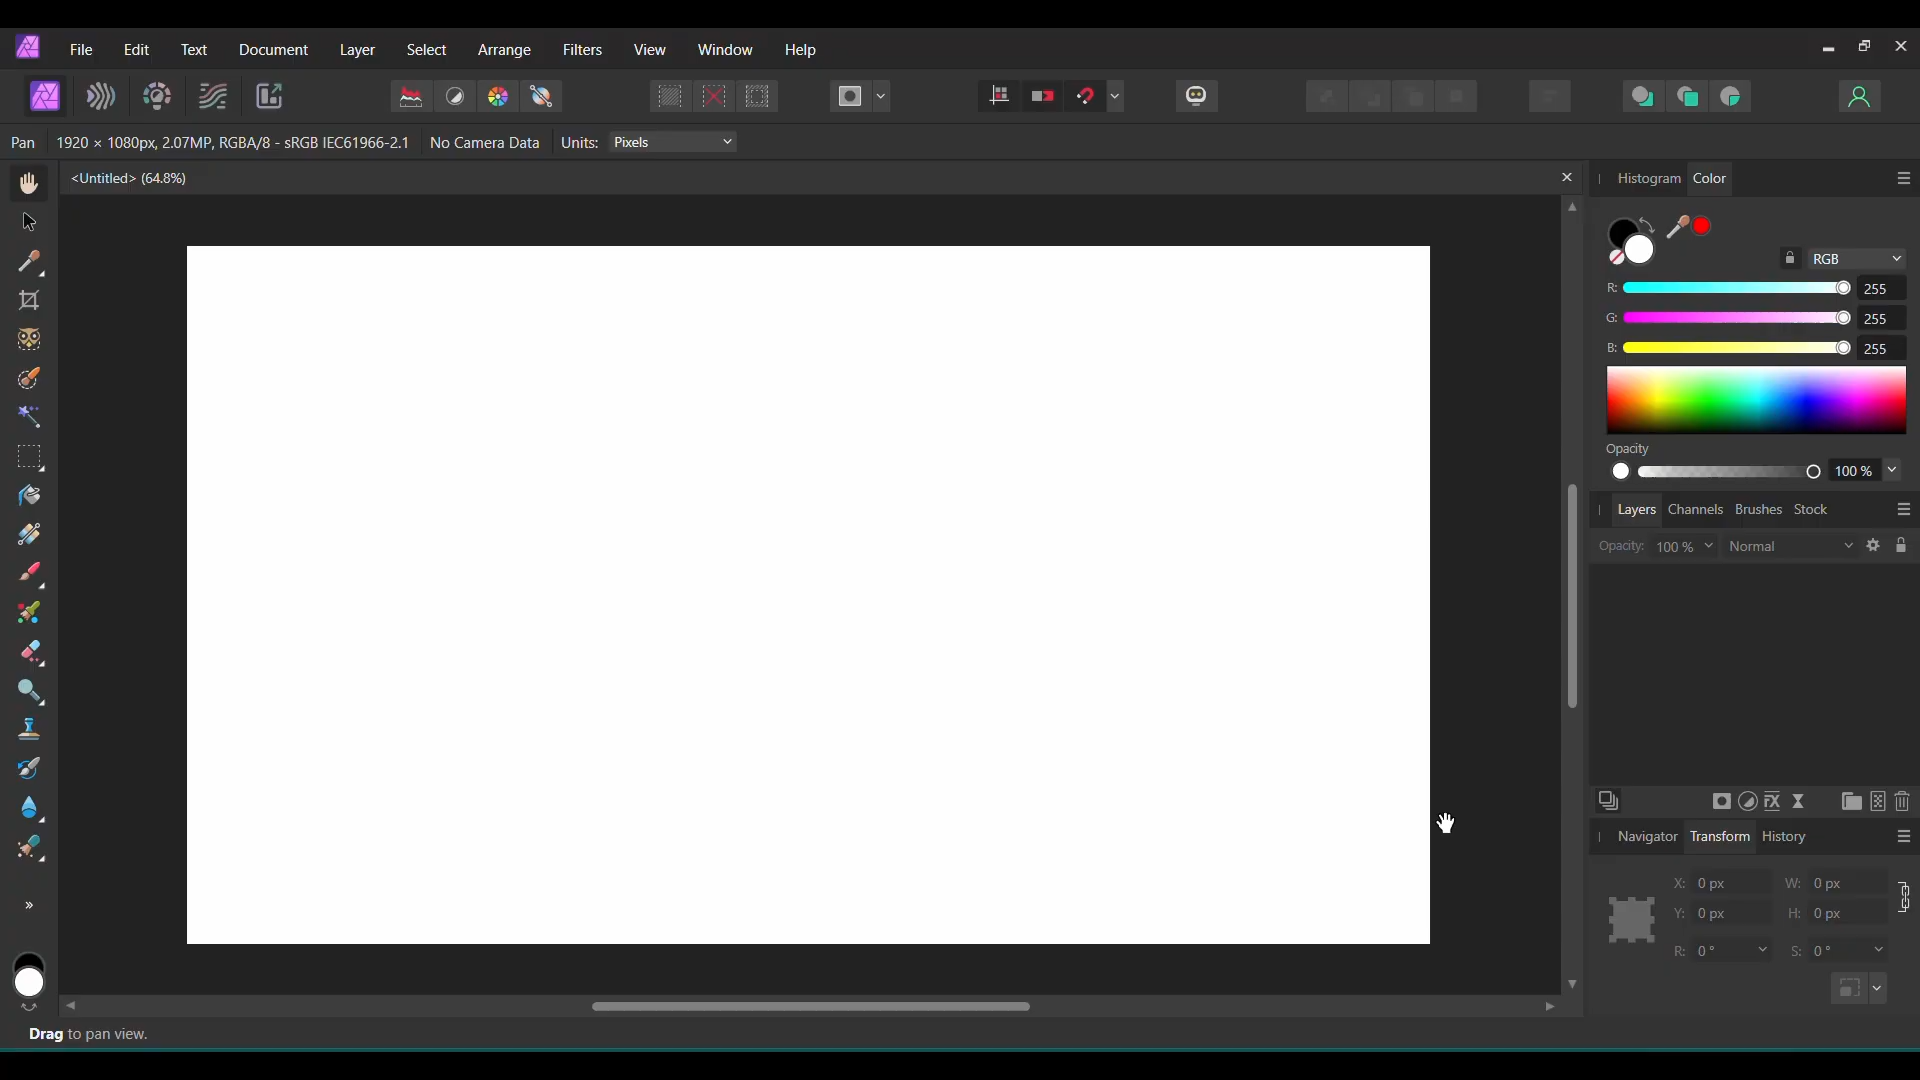 File Edit Text Document Layer Select Arrange Filters View Window Help
Pan 1920 × 1080px, 2.07MP, RGBA/8 - sRGB IEC61966-2.1 No Camera Data Units: Pixels
<Untitled> (64.8%)
Histogram Color
RGB
R: 255
G: 255
B: 255
Opacity
100 %
Layers Channels Brushes Stock
Opacity: 100 % Normal
FX
Navigator Transform History
X: 0 px W: 0 px
Y: 0 px H: 0 px
R: 0 ° S: 0 °
Drag to pan view.